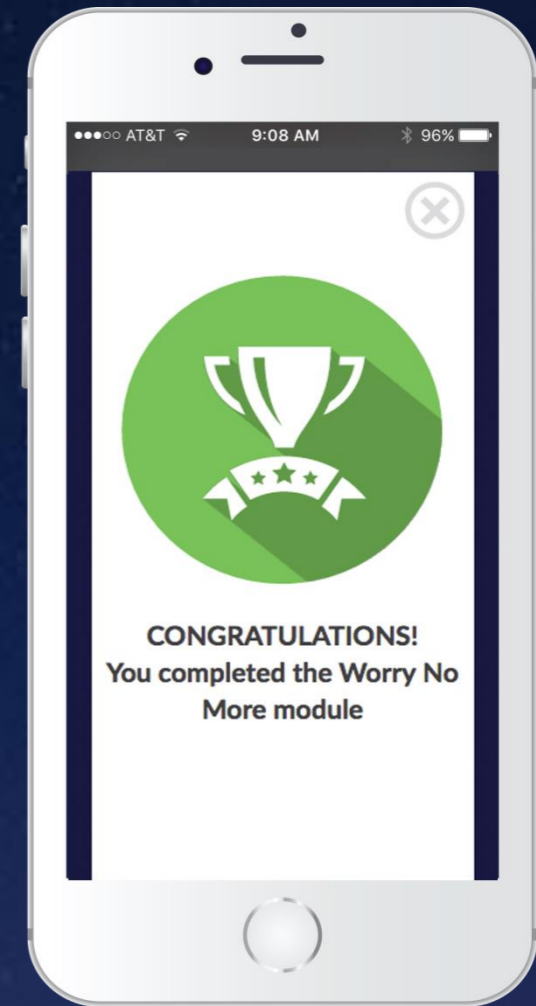 ●●●○○ AT&T 9:08 AM 96%
CONGRATULATIONS!
You completed the Worry No
More module